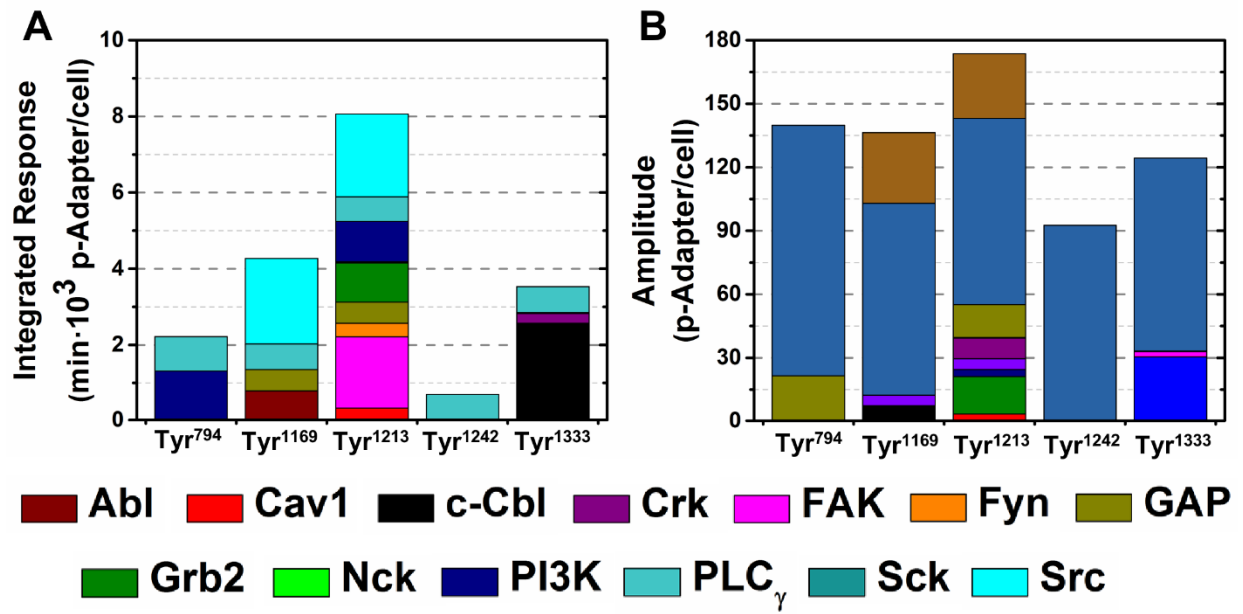 A
B
Integrated Response
(min·10³ p-Adapter/cell)
10
8
6
4
2
0
Tyr⁷⁹⁴ Tyr¹¹⁶⁹ Tyr¹²¹³ Tyr¹²⁴² Tyr¹³³³
Amplitude
(p-Adapter/cell)
180
150
120
90
60
30
0
Tyr⁷⁹⁴ Tyr¹¹⁶⁹ Tyr¹²¹³ Tyr¹²⁴² Tyr¹³³³
Abl Cav1 c-Cbl Crk FAK Fyn GAP
Grb2 Nck PI3K PLCγ Sck Src